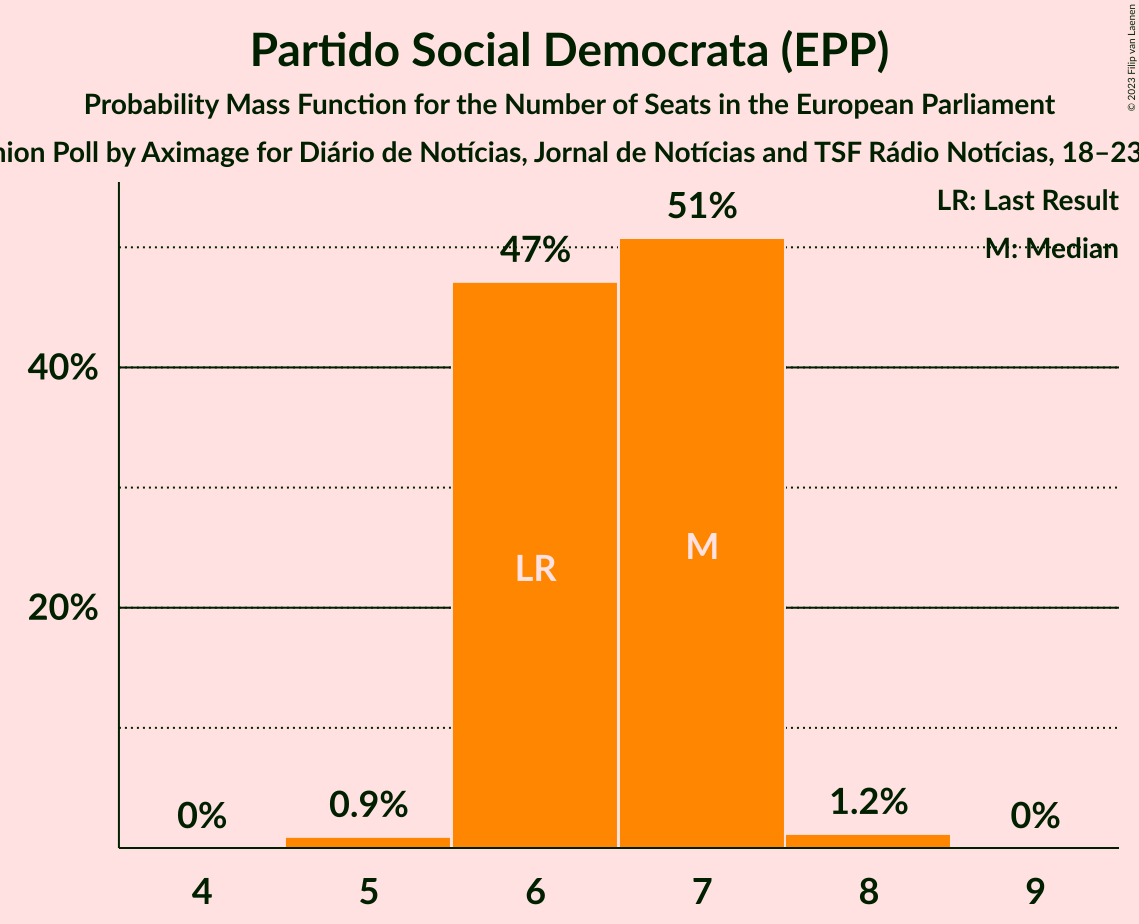 Partido Social Democrata (EPP)
Probability Mass Function for the Number of Seats in the European Parliament
Poll by Aximage for Diário de Notícias, Jornal de Notícias and TSF Rádio Notícias, 18–23
© 2023 Filip van Laenen
LR: Last Result
M: Median
51%
47%
40%
20%
LR
M
0%
0.9%
1.2%
0%
4
5
6
7
8
9